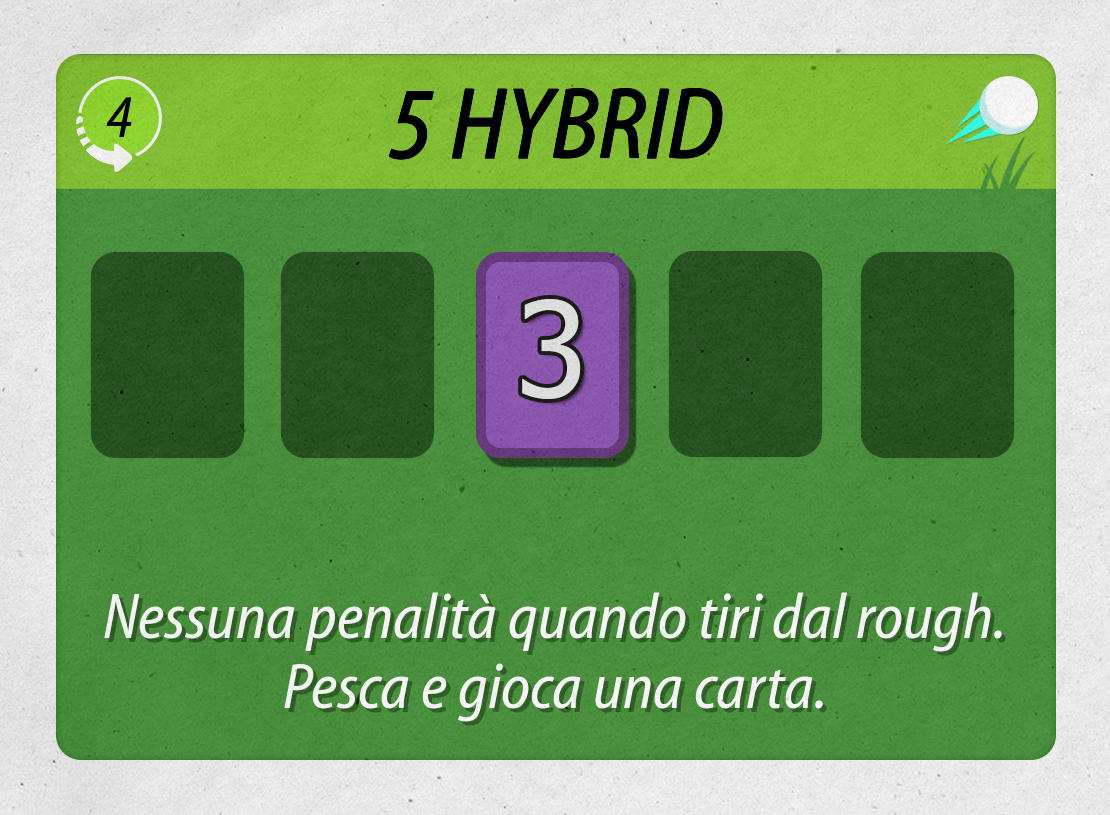 4
5 HYBRID
3
Nessuna penalità quando tiri dal rough.
Pesca e gioca una carta.